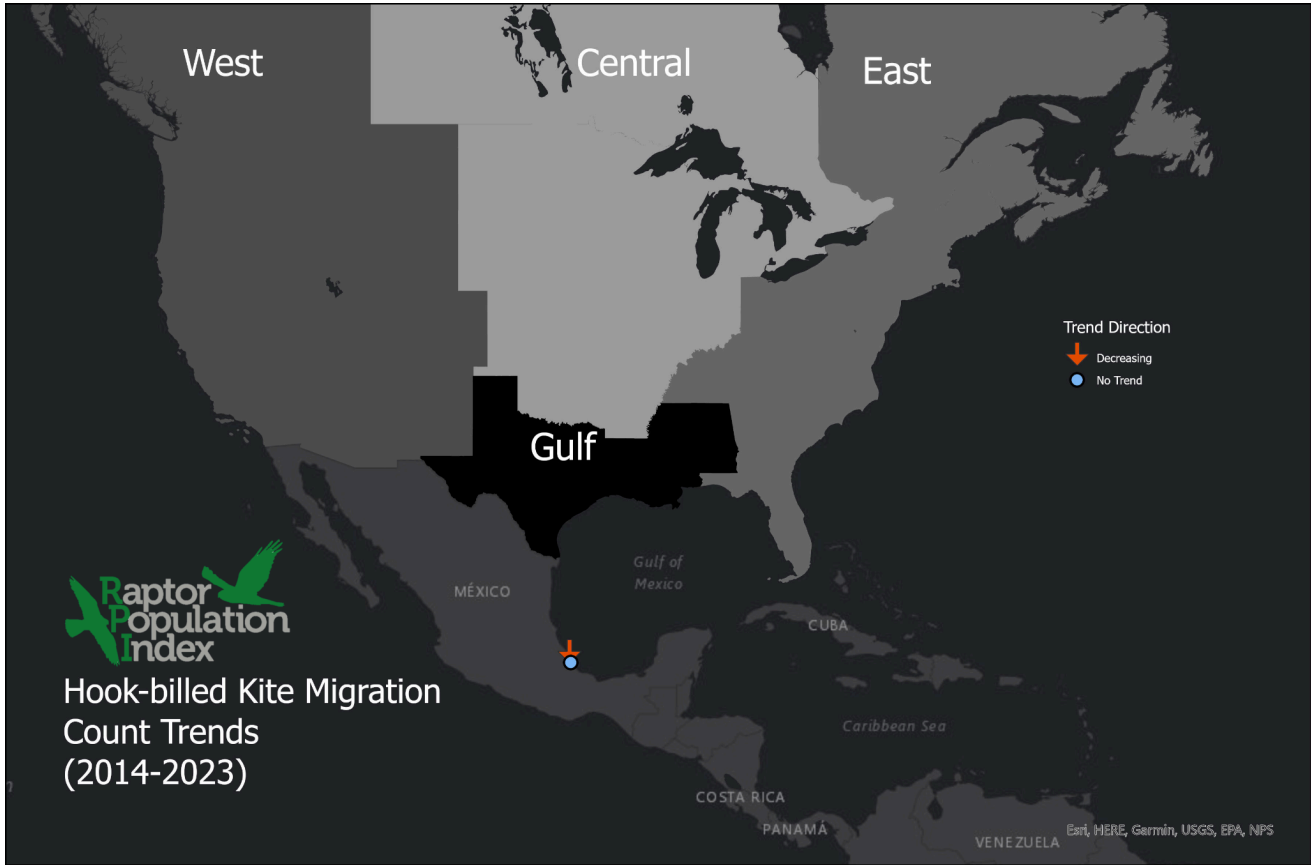 West
Central
East
Trend Direction
Decreasing
No Trend
Gulf
Gulf of
Mexico
MÉXICO
CUBA
Raptor
Population
Index
Hook-billed Kite Migration
Count Trends
(2014-2023)
Caribbean Sea
COSTA RICA
PANAMÁ
VENEZUELA
Esri, HERE, Garmin, USGS, EPA, NPS